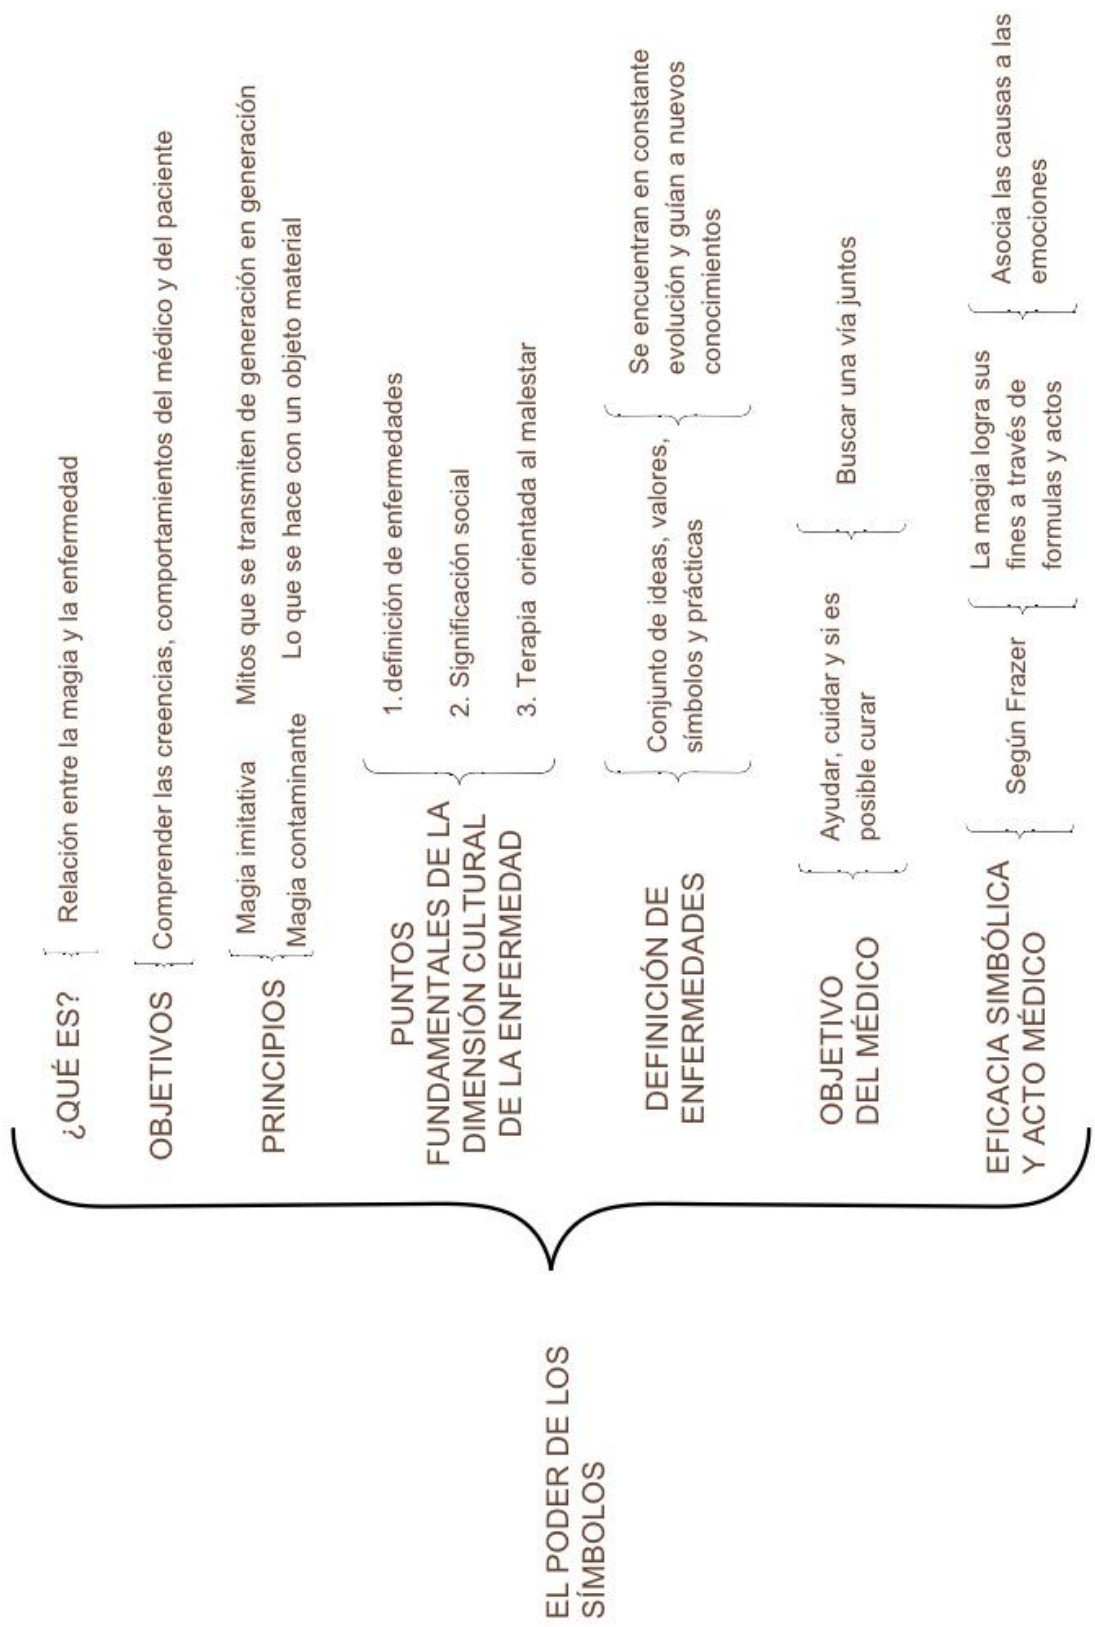 EL PODER DE LOS
SÍMBOLOS
¿QUÉ ES?
Relación entre la magia y la enfermedad
OBJETIVOS
Comprender las creencias, comportamientos del médico y del paciente
PRINCIPIOS
Magia imitativa
Mitos que se transmiten de generación en generación
Magia contaminante
Lo que se hace con un objeto material
PUNTOS
FUNDAMENTALES DE LA
DIMENSIÓN CULTURAL
DE LA ENFERMEDAD
1.definición de enfermedades
2. Significación social
3. Terapia orientada al malestar
DEFINICIÓN DE
ENFERMEDADES
Conjunto de ideas, valores,
símbolos y prácticas
Se encuentran en constante
evolución y guían a nuevos
conocimientos
OBJETIVO
DEL MÉDICO
Ayudar, cuidar y si es
posible curar
Buscar una vía juntos
EFICACIA SIMBÓLICA
Y ACTO MÉDICO
Según Frazer
La magia logra sus
fines a través de
formulas y actos
Asocia las causas a las
emociones